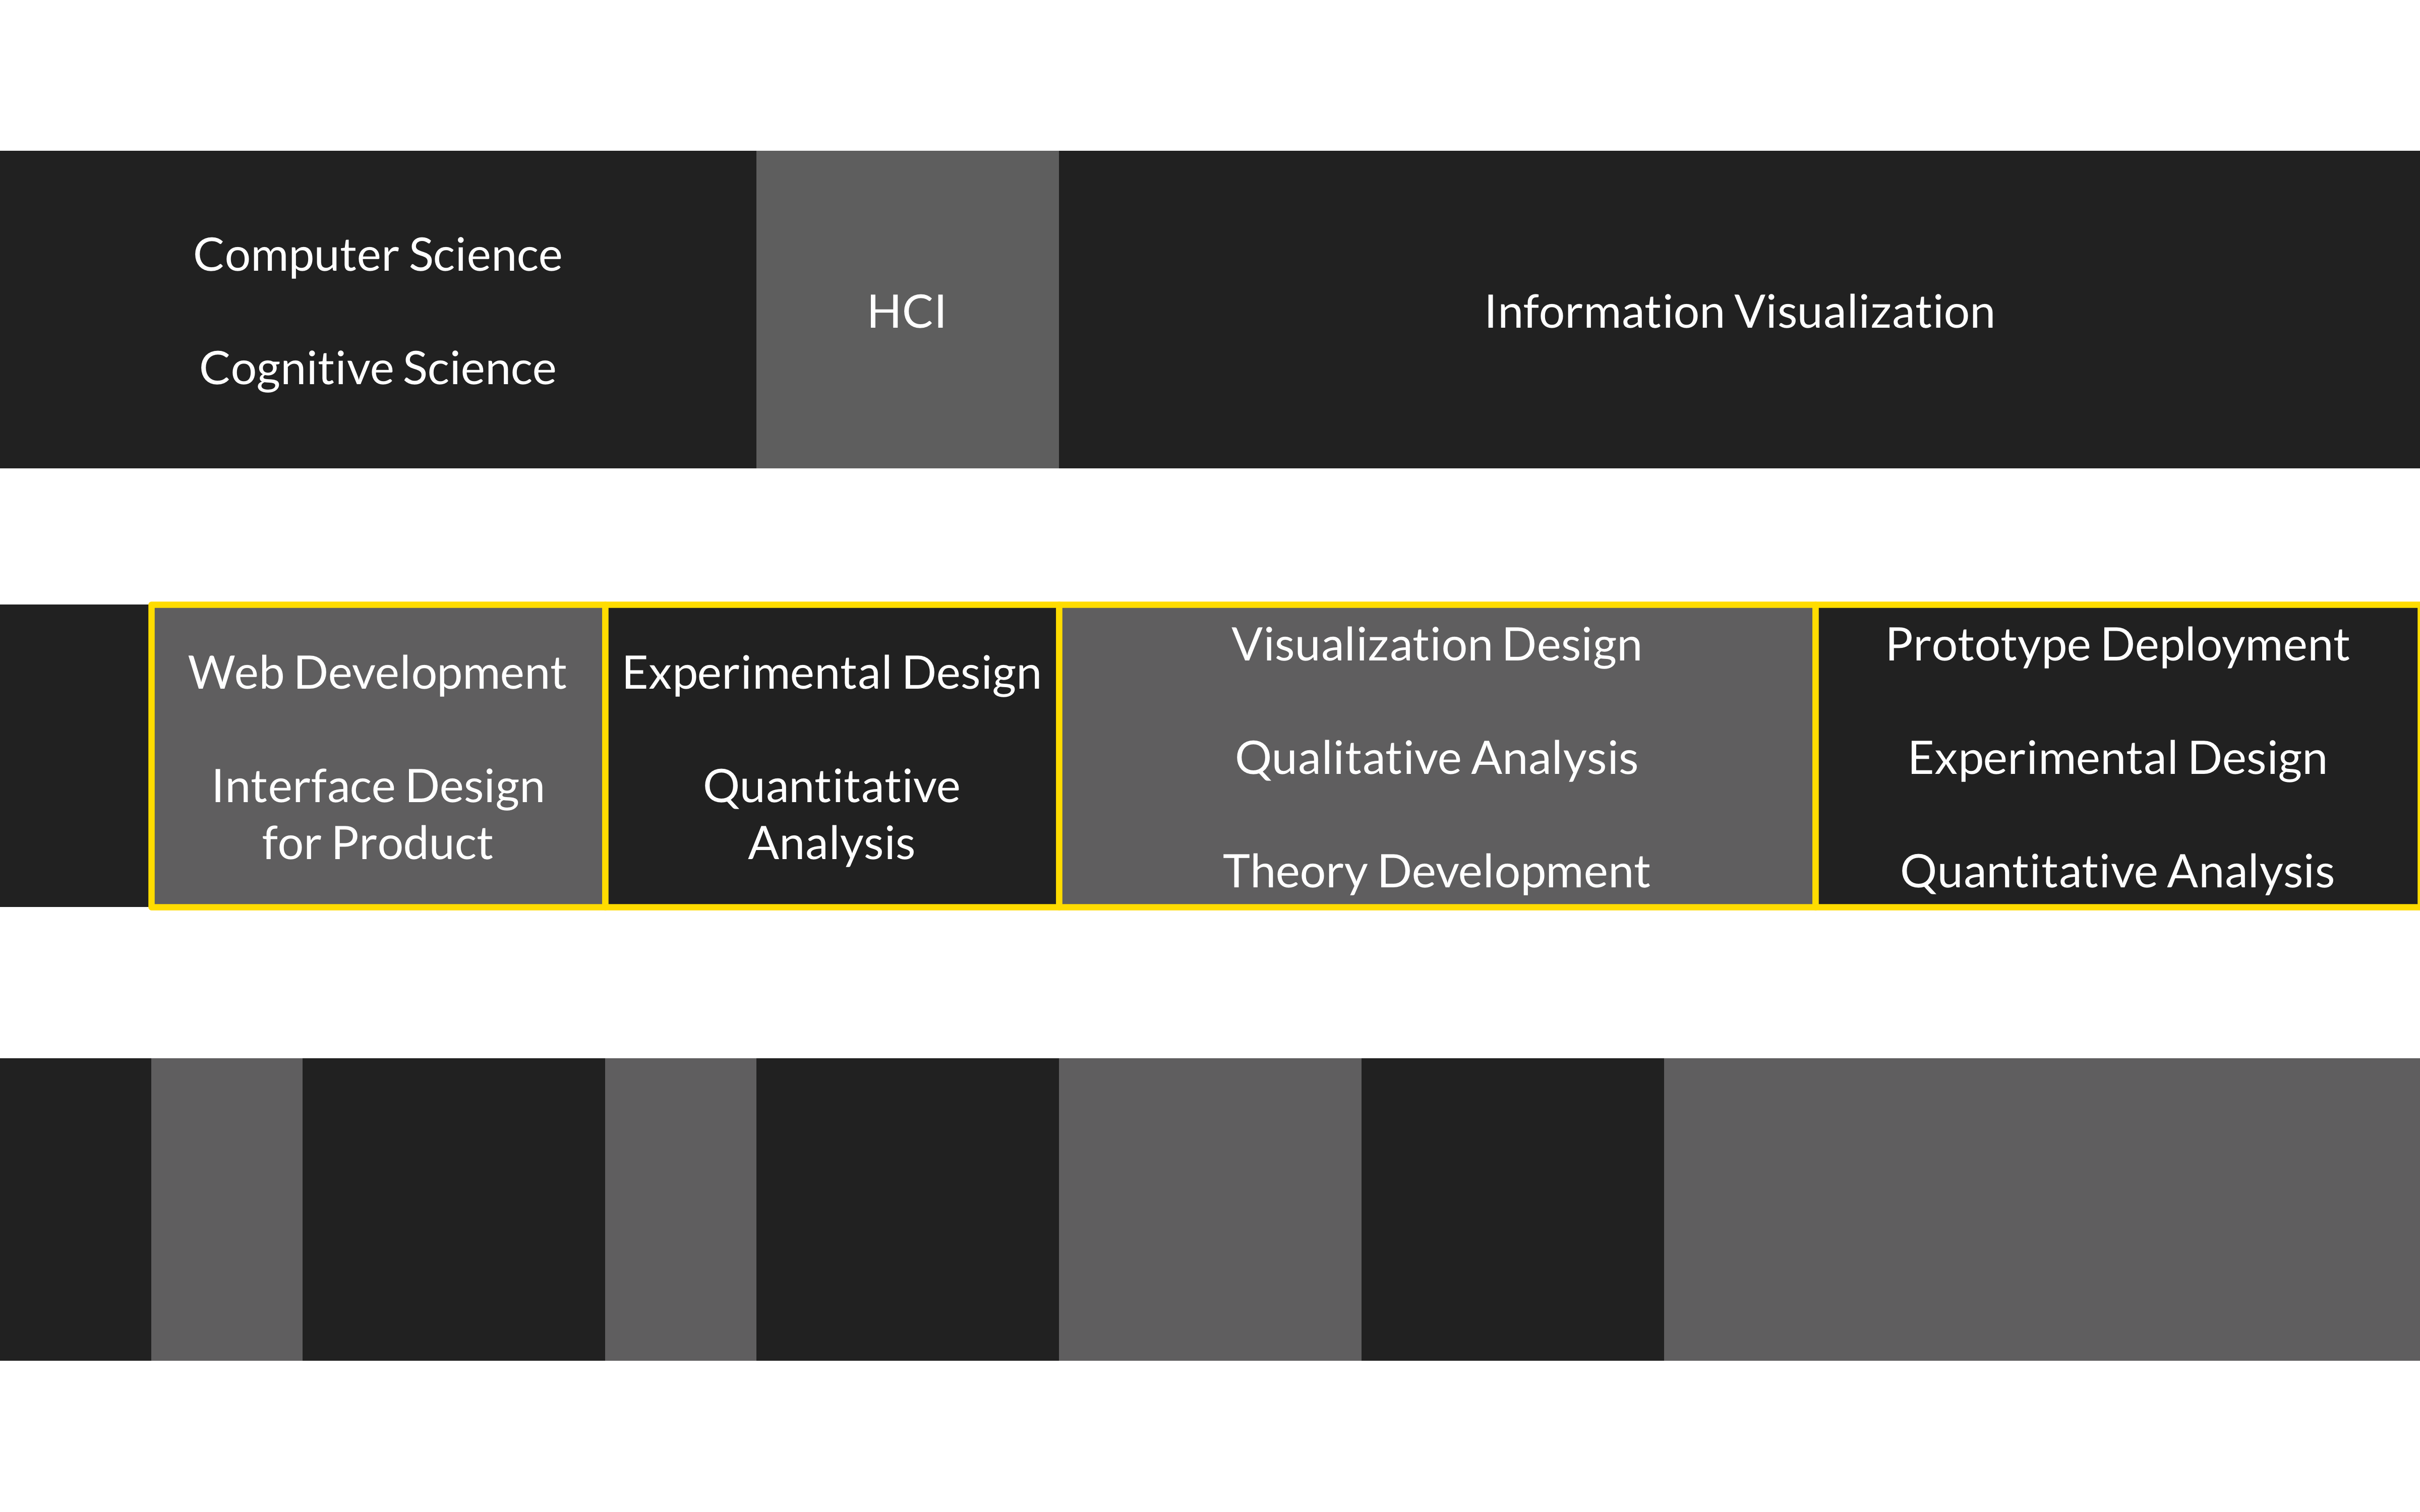 Computer Science
Cognitive Science
HCI
Information Visualization
Web Development
Interface Design
for Product
Experimental Design
Quantitative
Analysis
Visualization Design
Qualitative Analysis
Theory Development
Prototype Deployment
Experimental Design
Quantitative Analysis